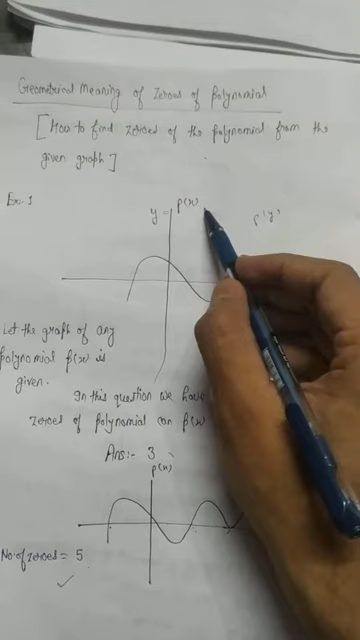 Geometrical Meaning of Zeroes of Polynomial
[How to find zeroes of the polynomial from the
given graph]
Ex. 1
y = p(x)
p'y'
Let the graph of any
polynomial p(x) is
given.
In this question we have
zeroes of polynomial can p(x)
Ans:- 3
p(x)
No. of zeroes = 5